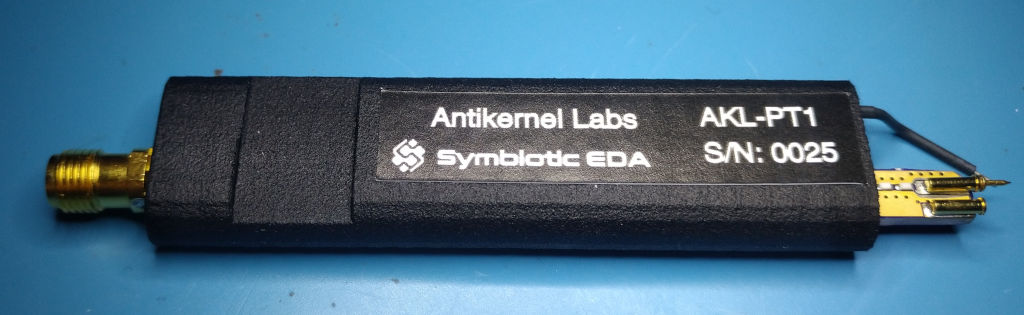 Antikernel Labs
AKL-PT1
Symbiotic EDA
S/N: 0025